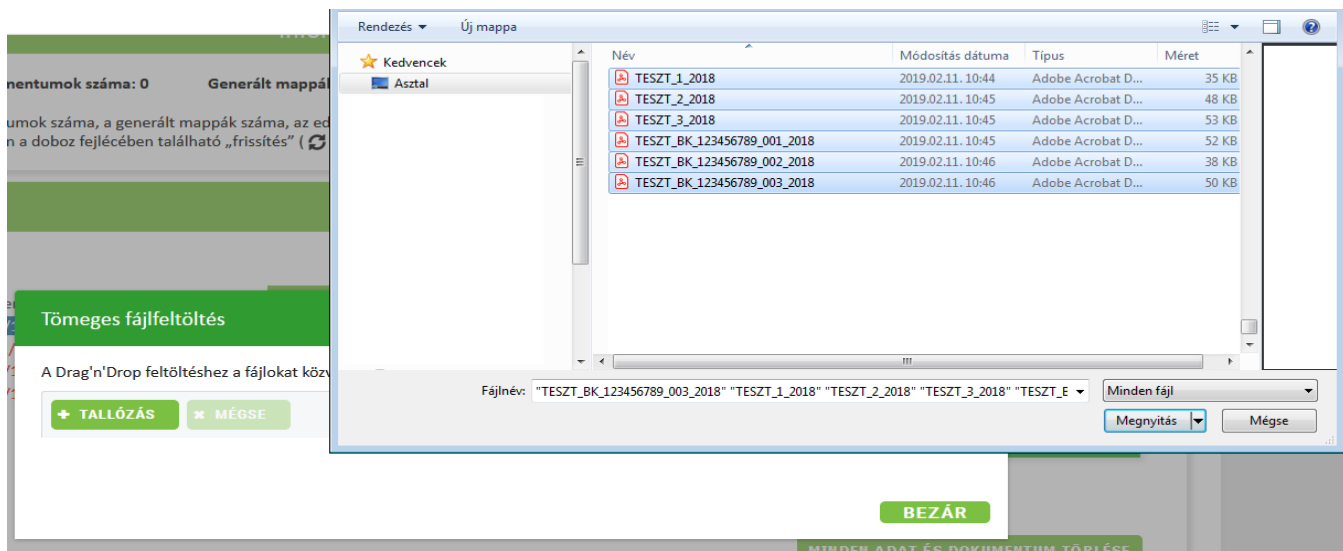 Rendezés Új mappa
Kedvencek
Asztal
Név Módosítás dátuma Típus Méret
TESZT_1_2018 2019.02.11. 10:44 Adobe Acrobat D... 35 KB
TESZT_2_2018 2019.02.11. 10:45 Adobe Acrobat D... 48 KB
TESZT_3_2018 2019.02.11. 10:45 Adobe Acrobat D... 53 KB
TESZT_BK_123456789_001_2018 2019.02.11. 10:45 Adobe Acrobat D... 52 KB
TESZT_BK_123456789_002_2018 2019.02.11. 10:46 Adobe Acrobat D... 38 KB
TESZT_BK_123456789_003_2018 2019.02.11. 10:46 Adobe Acrobat D... 50 KB
Fájlnév: "TESZT_BK_123456789_003_2018" "TESZT_1_2018" "TESZT_2_2018" "TESZT_3_2018" "TESZT_E Minden fájl
Megnyitás Mégse
mentumok száma: 0 Generált mappál
umok száma, a generált mappák száma, az ed
n a doboz fejlécében található „frissítés” (
Tömeges fájlfeltöltés
A Drag'n'Drop feltöltéshez a fájlokat közv
TALLÓZÁS MÉGSE
BEZÁR
MINDEN ADAT ÉS DOKUMENTUM TÖRLÉSE